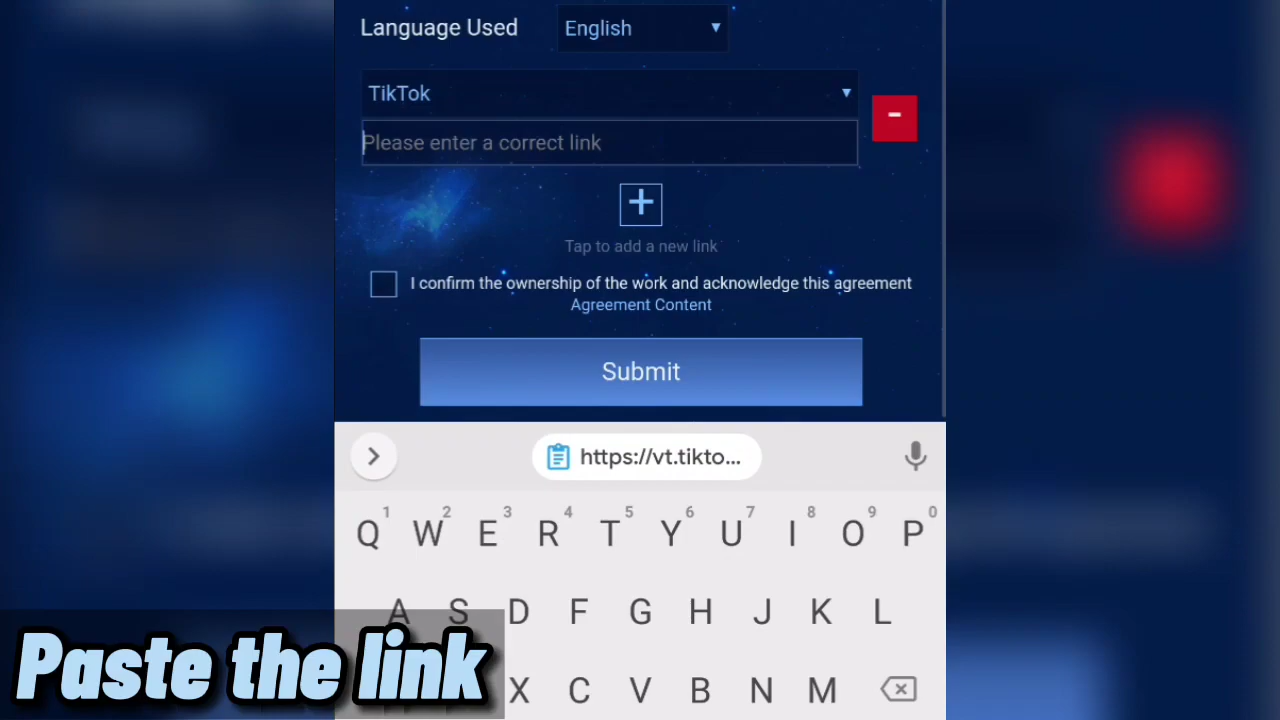 Language Used English
TikTok
-
Please enter a correct link
+
Tap to add a new link
I confirm the ownership of the work and acknowledge this agreement
Agreement Content
Submit
https://vt.tikto...
1 2 3 4 5 6 7 8 9 0
Q W E R T Y U I O P
A S D F G H J K L
X C V B N M
Paste the link